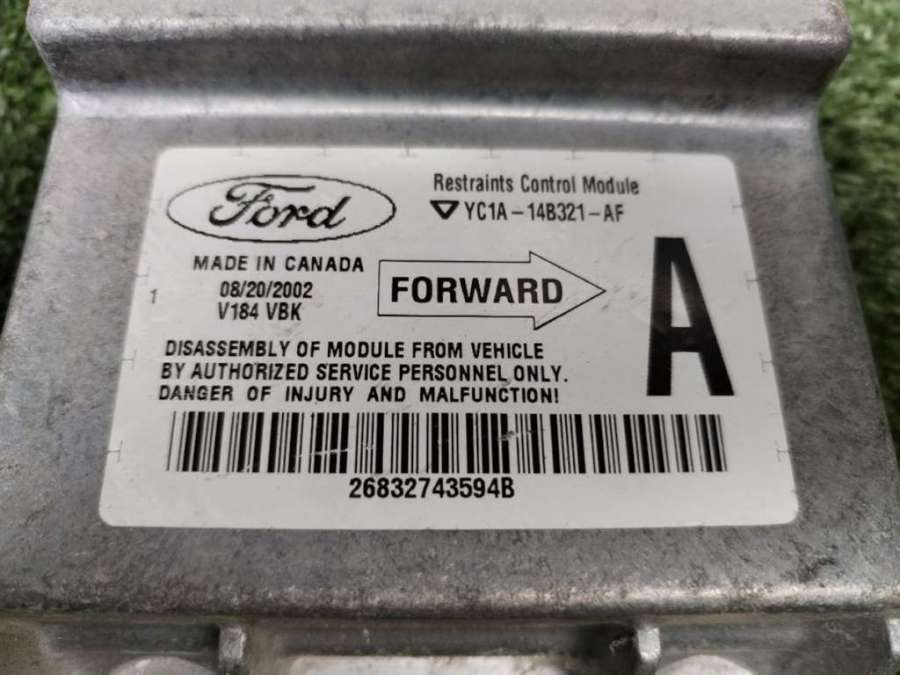 Ford
Restraints Control Module
YC1A-14B321-AF
MADE IN CANADA
08/20/2002
V184 VBK
1
FORWARD
A
DISASSEMBLY OF MODULE FROM VEHICLE
BY AUTHORIZED SERVICE PERSONNEL ONLY.
DANGER OF INJURY AND MALFUNCTION!
26832743594B